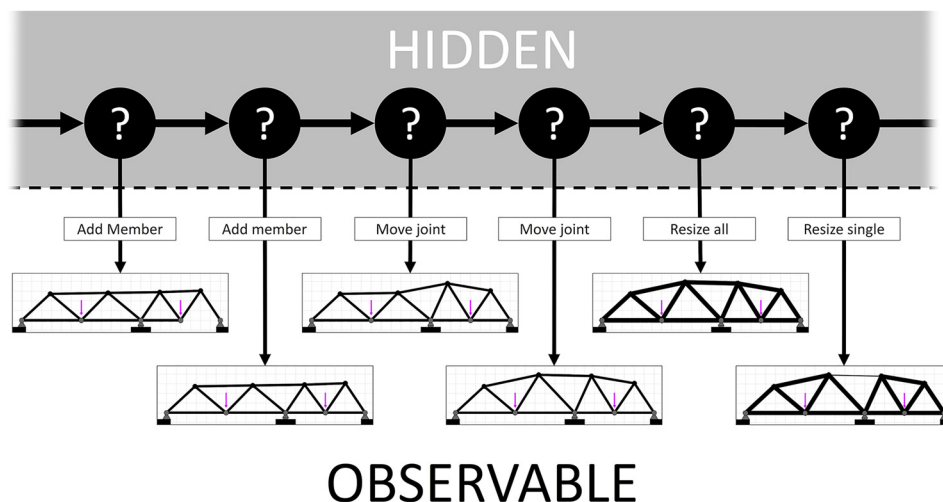 HIDDEN
? ? ? ? ? ?
Add Member
Add member
Move joint
Move joint
Resize all
Resize single
OBSERVABLE